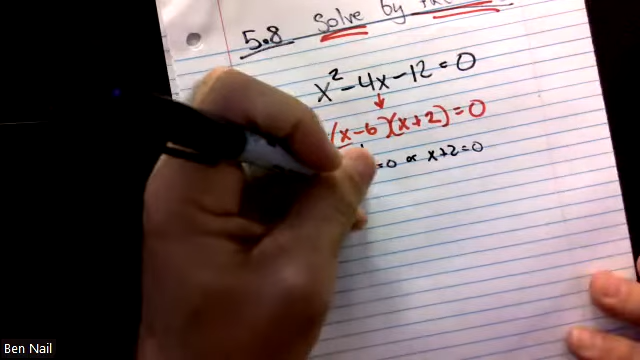 5.8 Solve by
x² - 4x - 12 = 0
(x - 6)(x + 2) = 0
= 0 or x + 2 = 0
Ben Nail